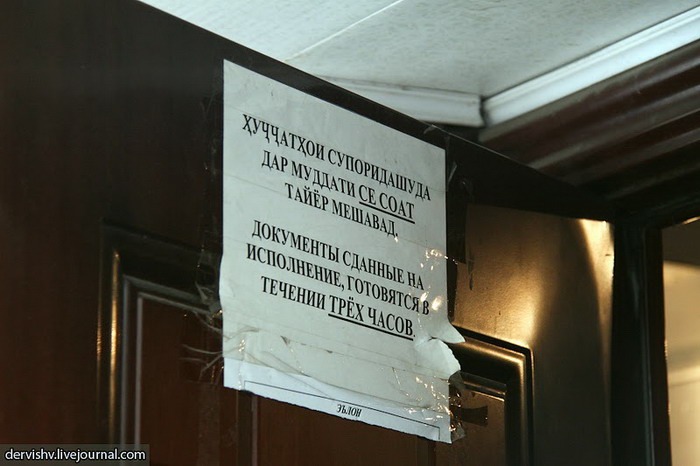 ҲУҶҶАТҲОИ СУПОРИДАШУДА
ДАР МУДДАТИ СЕ СОАТ
ТАЙЁР МЕШАВАД.
ДОКУМЕНТЫ СДАННЫЕ НА
ИСПОЛНЕНИЕ, ГОТОВЯТСЯ В
ТЕЧЕНИИ ТРЁХ ЧАСОВ.
ЭЪЛОН
dervishv.livejournal.com